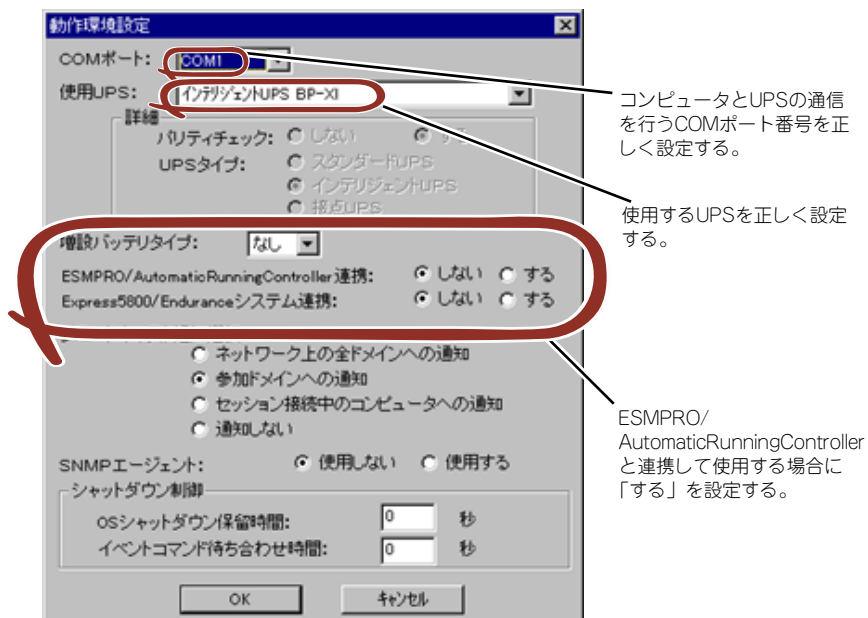 動作環境設定
COMポート: COM1
使用UPS: インテリジェントUPS BP-XI
詳細
パリティチェック: しない する
UPSタイプ: スタンダードUPS
インテリジェントUPS
接点UPS
増設バッテリタイプ: なし
ESMPRO/AutomaticRunningController連携: しない する
Express5800/Enduranceシステム連携: しない する
ネットワーク上の全ドメインへの通知
参加ドメインへの通知
セッション接続中のコンピュータへの通知
通知しない
SNMPエージェント: 使用しない 使用する
シャットダウン制御
OSシャットダウン保留時間: 0 秒
イベントコマンド待ち合わせ時間: 0 秒
OK キャンセル
コンピュータとUPSの通信
を行うCOMポート番号を正
しく設定する。
使用するUPSを正しく設定
する。
ESMPRO/
AutomaticRunningController
と連携して使用する場合に
「する」を設定する。